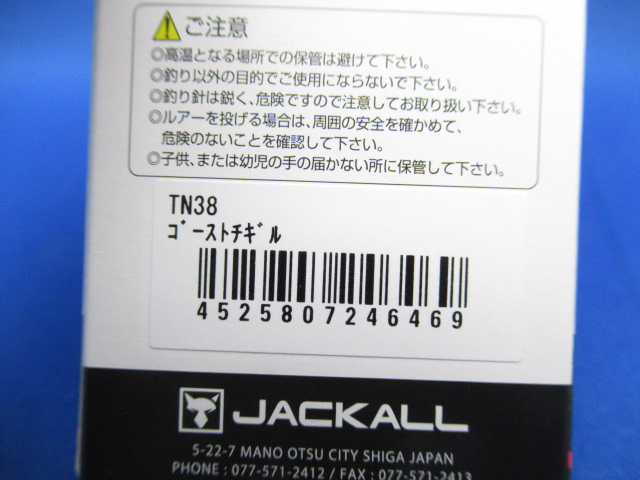 ご注意
◎高温となる場所での保管は避けて下さい。
◎釣り以外の目的でご使用にならないで下さい。
◎釣り針は鋭く、危険ですので注意してお取り扱い下さい。
◎ルアーを投げる場合は、周囲の安全を確かめて、
危険のないことを確認して下さい。
◎子供、または幼児の手の届かない所に保管して下さい。
TN38
ｺﾞｰｽﾄﾁｷﾞﾙ
4525807246469
JACKALL
5-22-7 MANO OTSU CITY SHIGA JAPAN
PHONE : 077-571-2412 / FAX : 077-571-2413